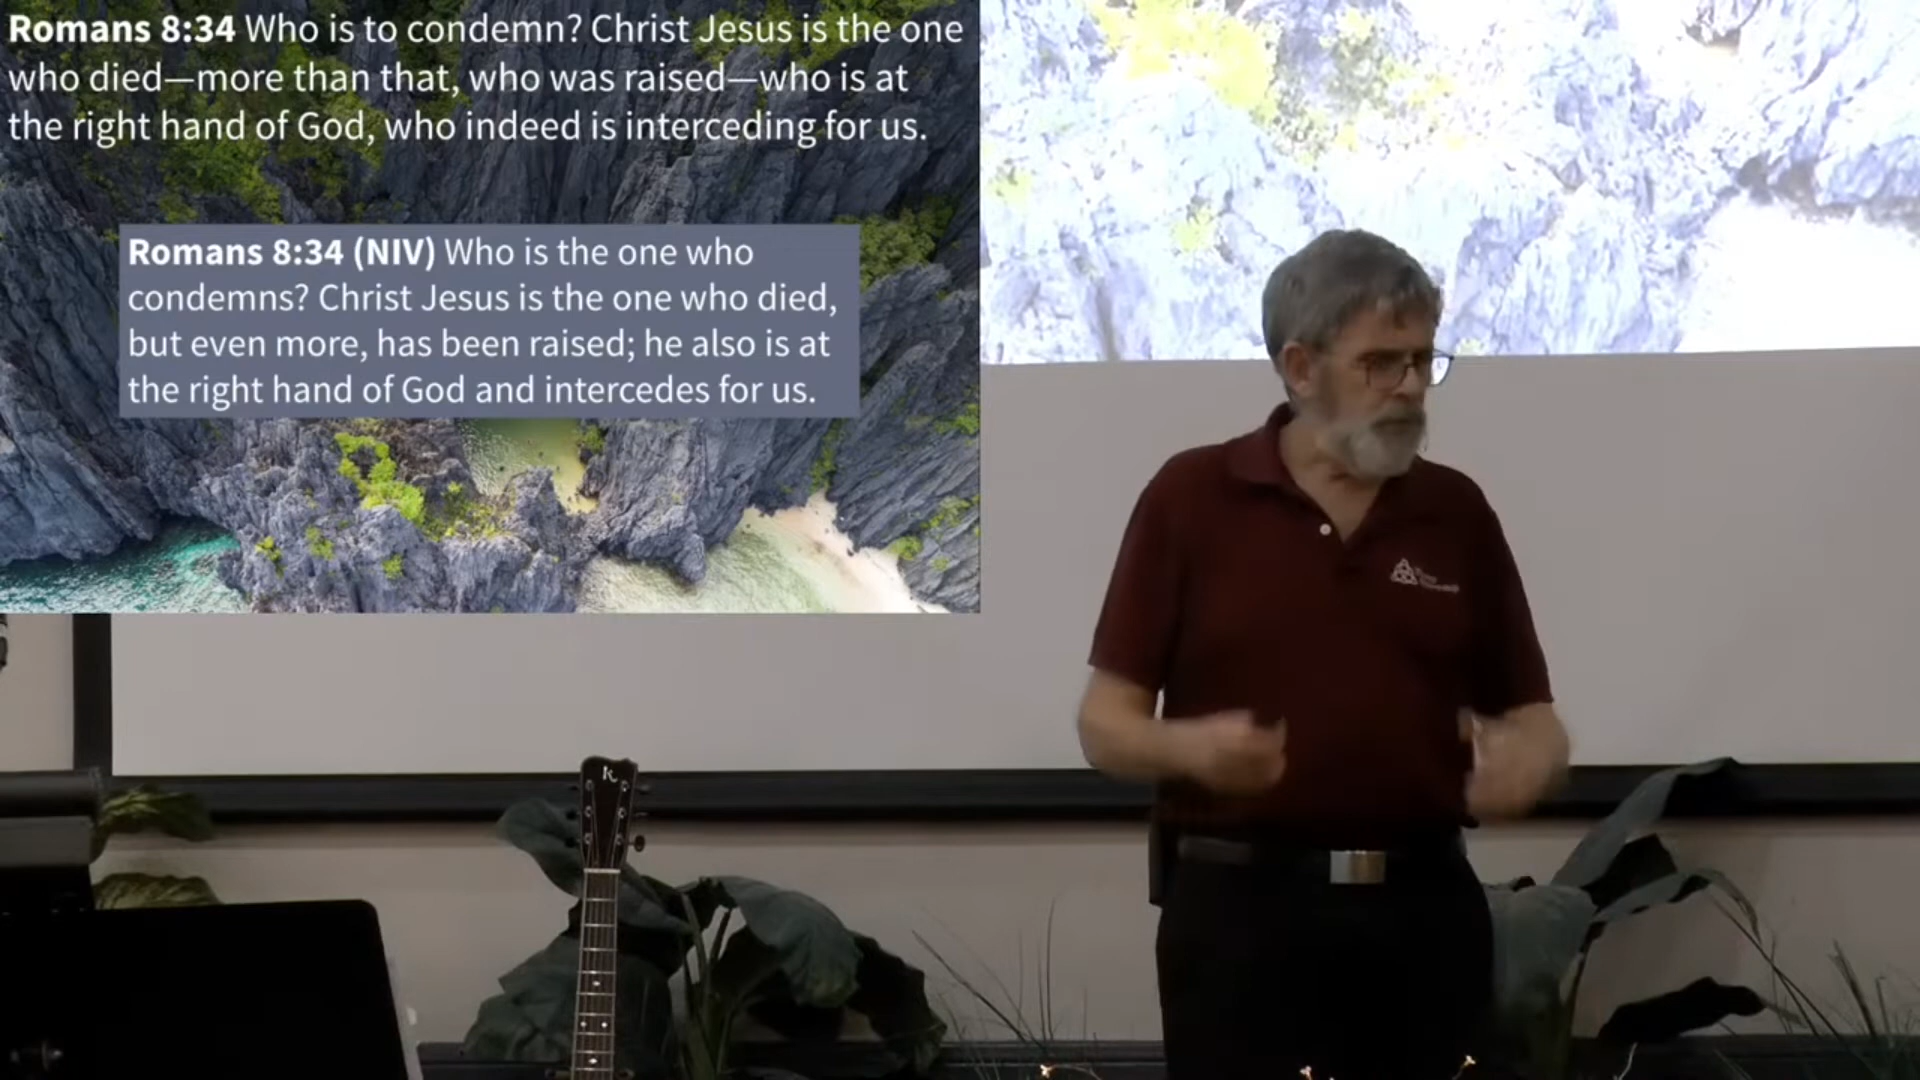 Romans 8:34 Who is to condemn? Christ Jesus is the one
who died—more than that, who was raised—who is at
the right hand of God, who indeed is interceding for us.
Romans 8:34 (NIV) Who is the one who
condemns? Christ Jesus is the one who died,
but even more, has been raised; he also is at
the right hand of God and intercedes for us.